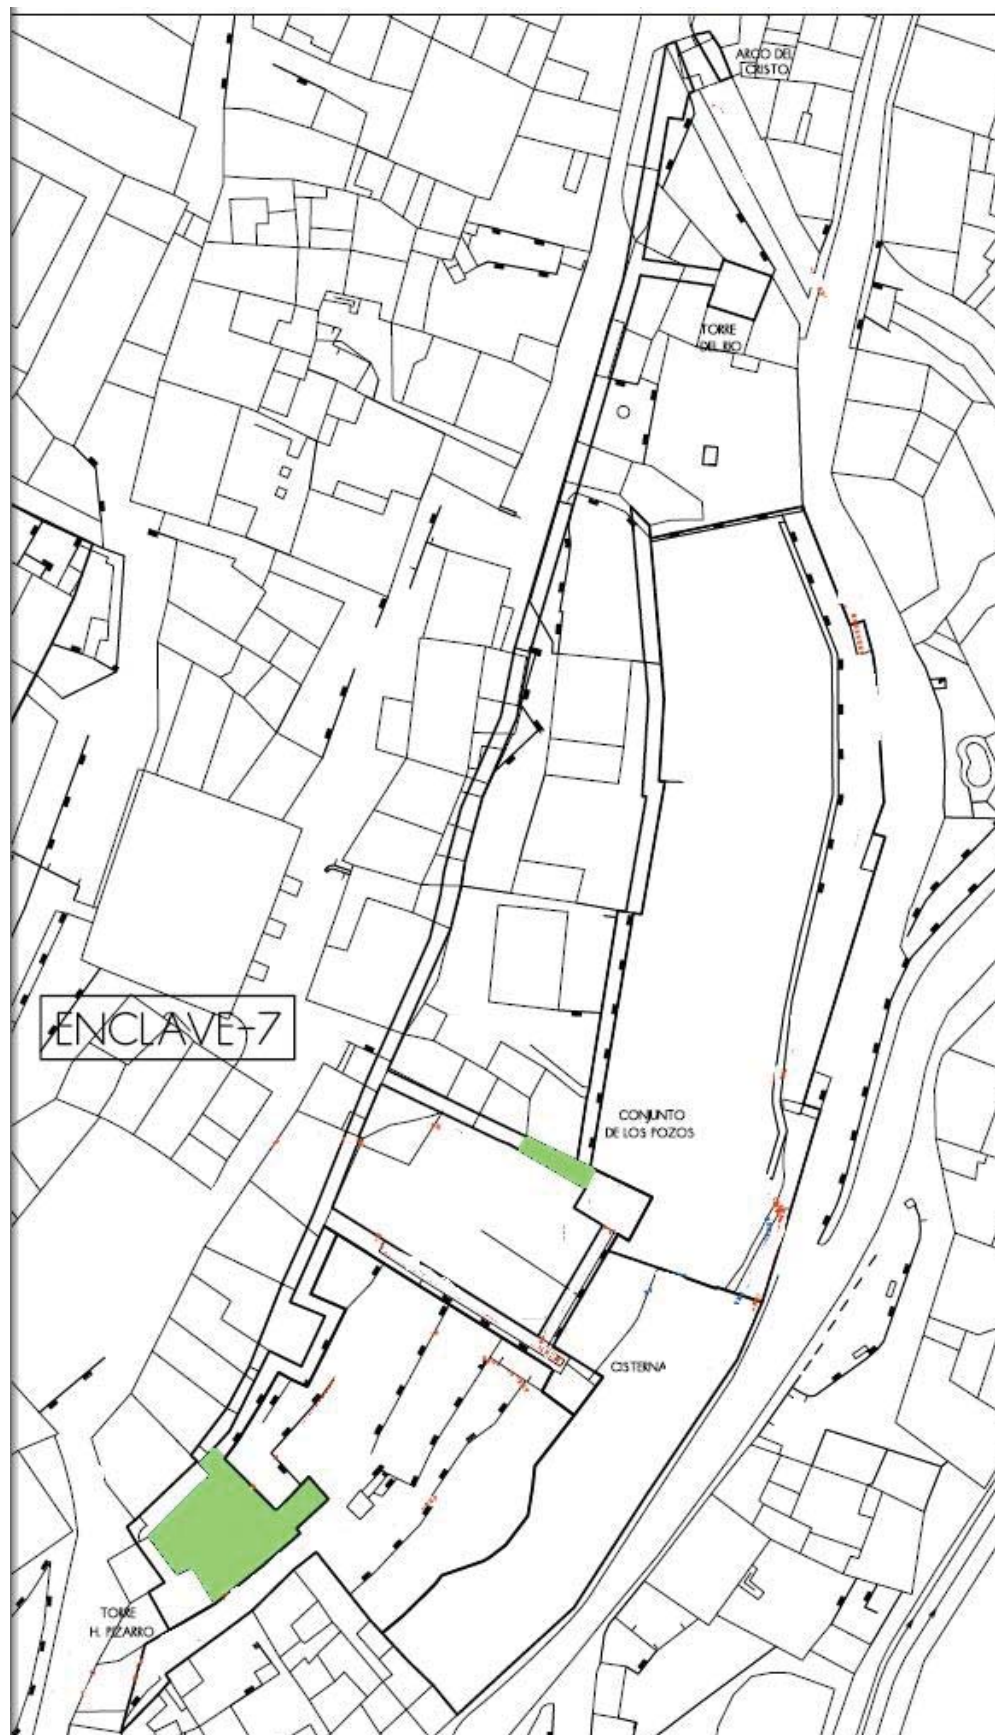 ARCO DEL
CRISTO
TORRE
DEL RIO
ENCLAVE-7
CONJUNTO
DE LOS POZOS
CISTERNA
TORRE
H. PIZARRO